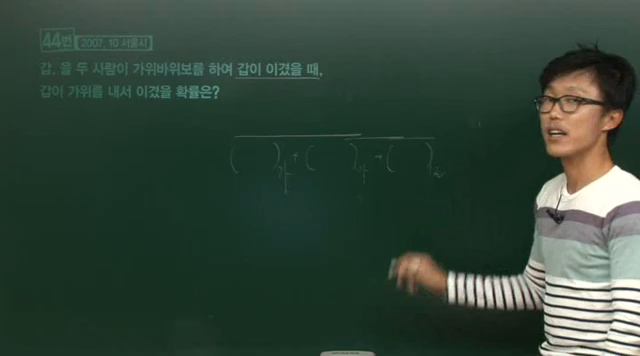 44번 2007. 10 서울시
갑, 을 두 사람이 가위바위보를 하여 갑이 이겼을 때,
갑이 가위를 내서 이겼을 확률은?
( ) + ( ) + ( )